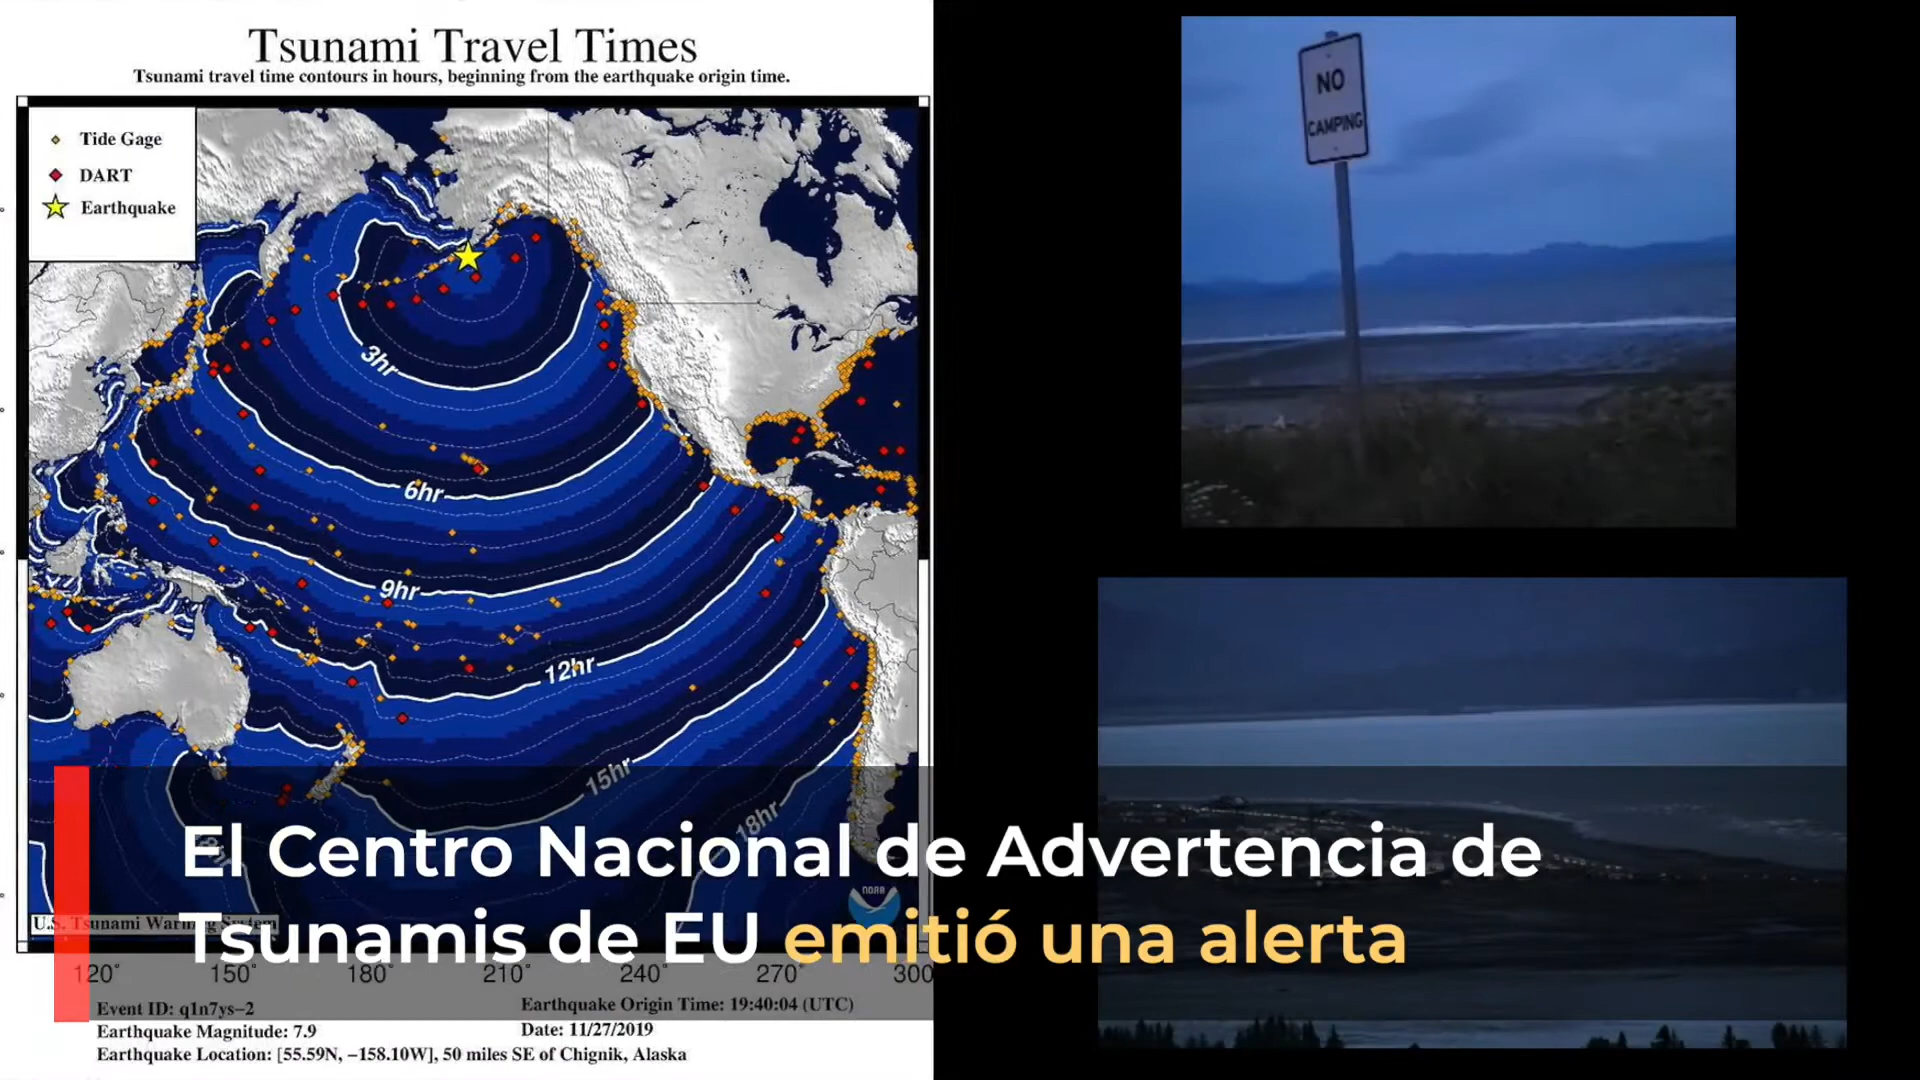 Tsunami Travel Times
Tsunami travel time contours in hours, beginning from the earthquake origin time.
Tide Gage
DART
Earthquake
NO
CAMPING
3hr
6hr
9hr
12hr
15hr
18hr
NOAA
El Centro Nacional de Advertencia de
Tsunamis de EU emitió una alerta
U.S. Tsunami Warning System
120° 150° 180° 210° 240° 270° 300
Event ID: q1n7ys−2
Earthquake Origin Time: 19:40:04 (UTC)
Earthquake Magnitude: 7.9
Date: 11/27/2019
Earthquake Location: [55.59N, −158.10W], 50 miles SE of Chignik, Alaska